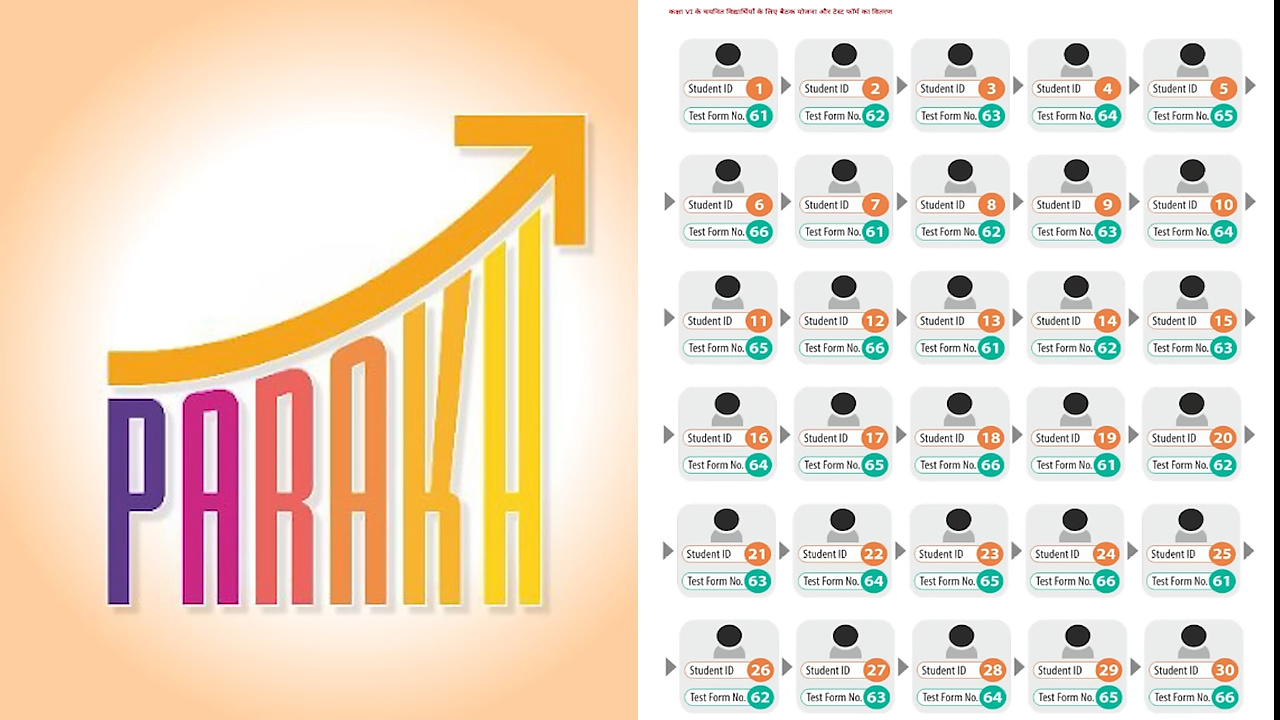 PARAKH
कक्षा VI के चयनित विद्यार्थियों के लिए बैठक योजना और टेस्ट फॉर्म का वितरण
Student ID 1 Student ID 2 Student ID 3 Student ID 4 Student ID 5
Test Form No. 61 Test Form No. 62 Test Form No. 63 Test Form No. 64 Test Form No. 65
Student ID 6 Student ID 7 Student ID 8 Student ID 9 Student ID 10
Test Form No. 66 Test Form No. 61 Test Form No. 62 Test Form No. 63 Test Form No. 64
Student ID 11 Student ID 12 Student ID 13 Student ID 14 Student ID 15
Test Form No. 65 Test Form No. 66 Test Form No. 61 Test Form No. 62 Test Form No. 63
Student ID 16 Student ID 17 Student ID 18 Student ID 19 Student ID 20
Test Form No. 64 Test Form No. 65 Test Form No. 66 Test Form No. 61 Test Form No. 62
Student ID 21 Student ID 22 Student ID 23 Student ID 24 Student ID 25
Test Form No. 63 Test Form No. 64 Test Form No. 65 Test Form No. 66 Test Form No. 61
Student ID 26 Student ID 27 Student ID 28 Student ID 29 Student ID 30
Test Form No. 62 Test Form No. 63 Test Form No. 64 Test Form No. 65 Test Form No. 66